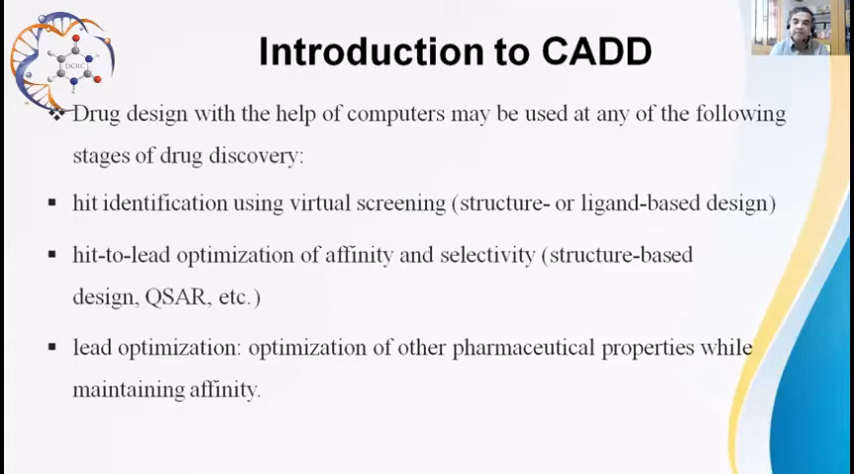 Introduction to CADD
DCRC
❖ Drug design with the help of computers may be used at any of the following
stages of drug discovery:
▪ hit identification using virtual screening (structure- or ligand-based design)
▪ hit-to-lead optimization of affinity and selectivity (structure-based
design, QSAR, etc.)
▪ lead optimization: optimization of other pharmaceutical properties while
maintaining affinity.